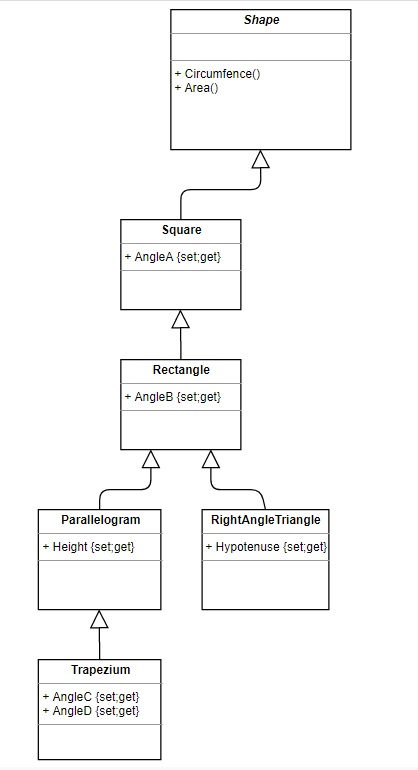 Shape
+ Circumfence()
+ Area()
Square
+ AngleA {set;get}
Rectangle
+ AngleB {set;get}
Parallelogram
+ Height {set;get}
RightAngleTriangle
+ Hypotenuse {set;get}
Trapezium
+ AngleC {set;get}
+ AngleD {set;get}